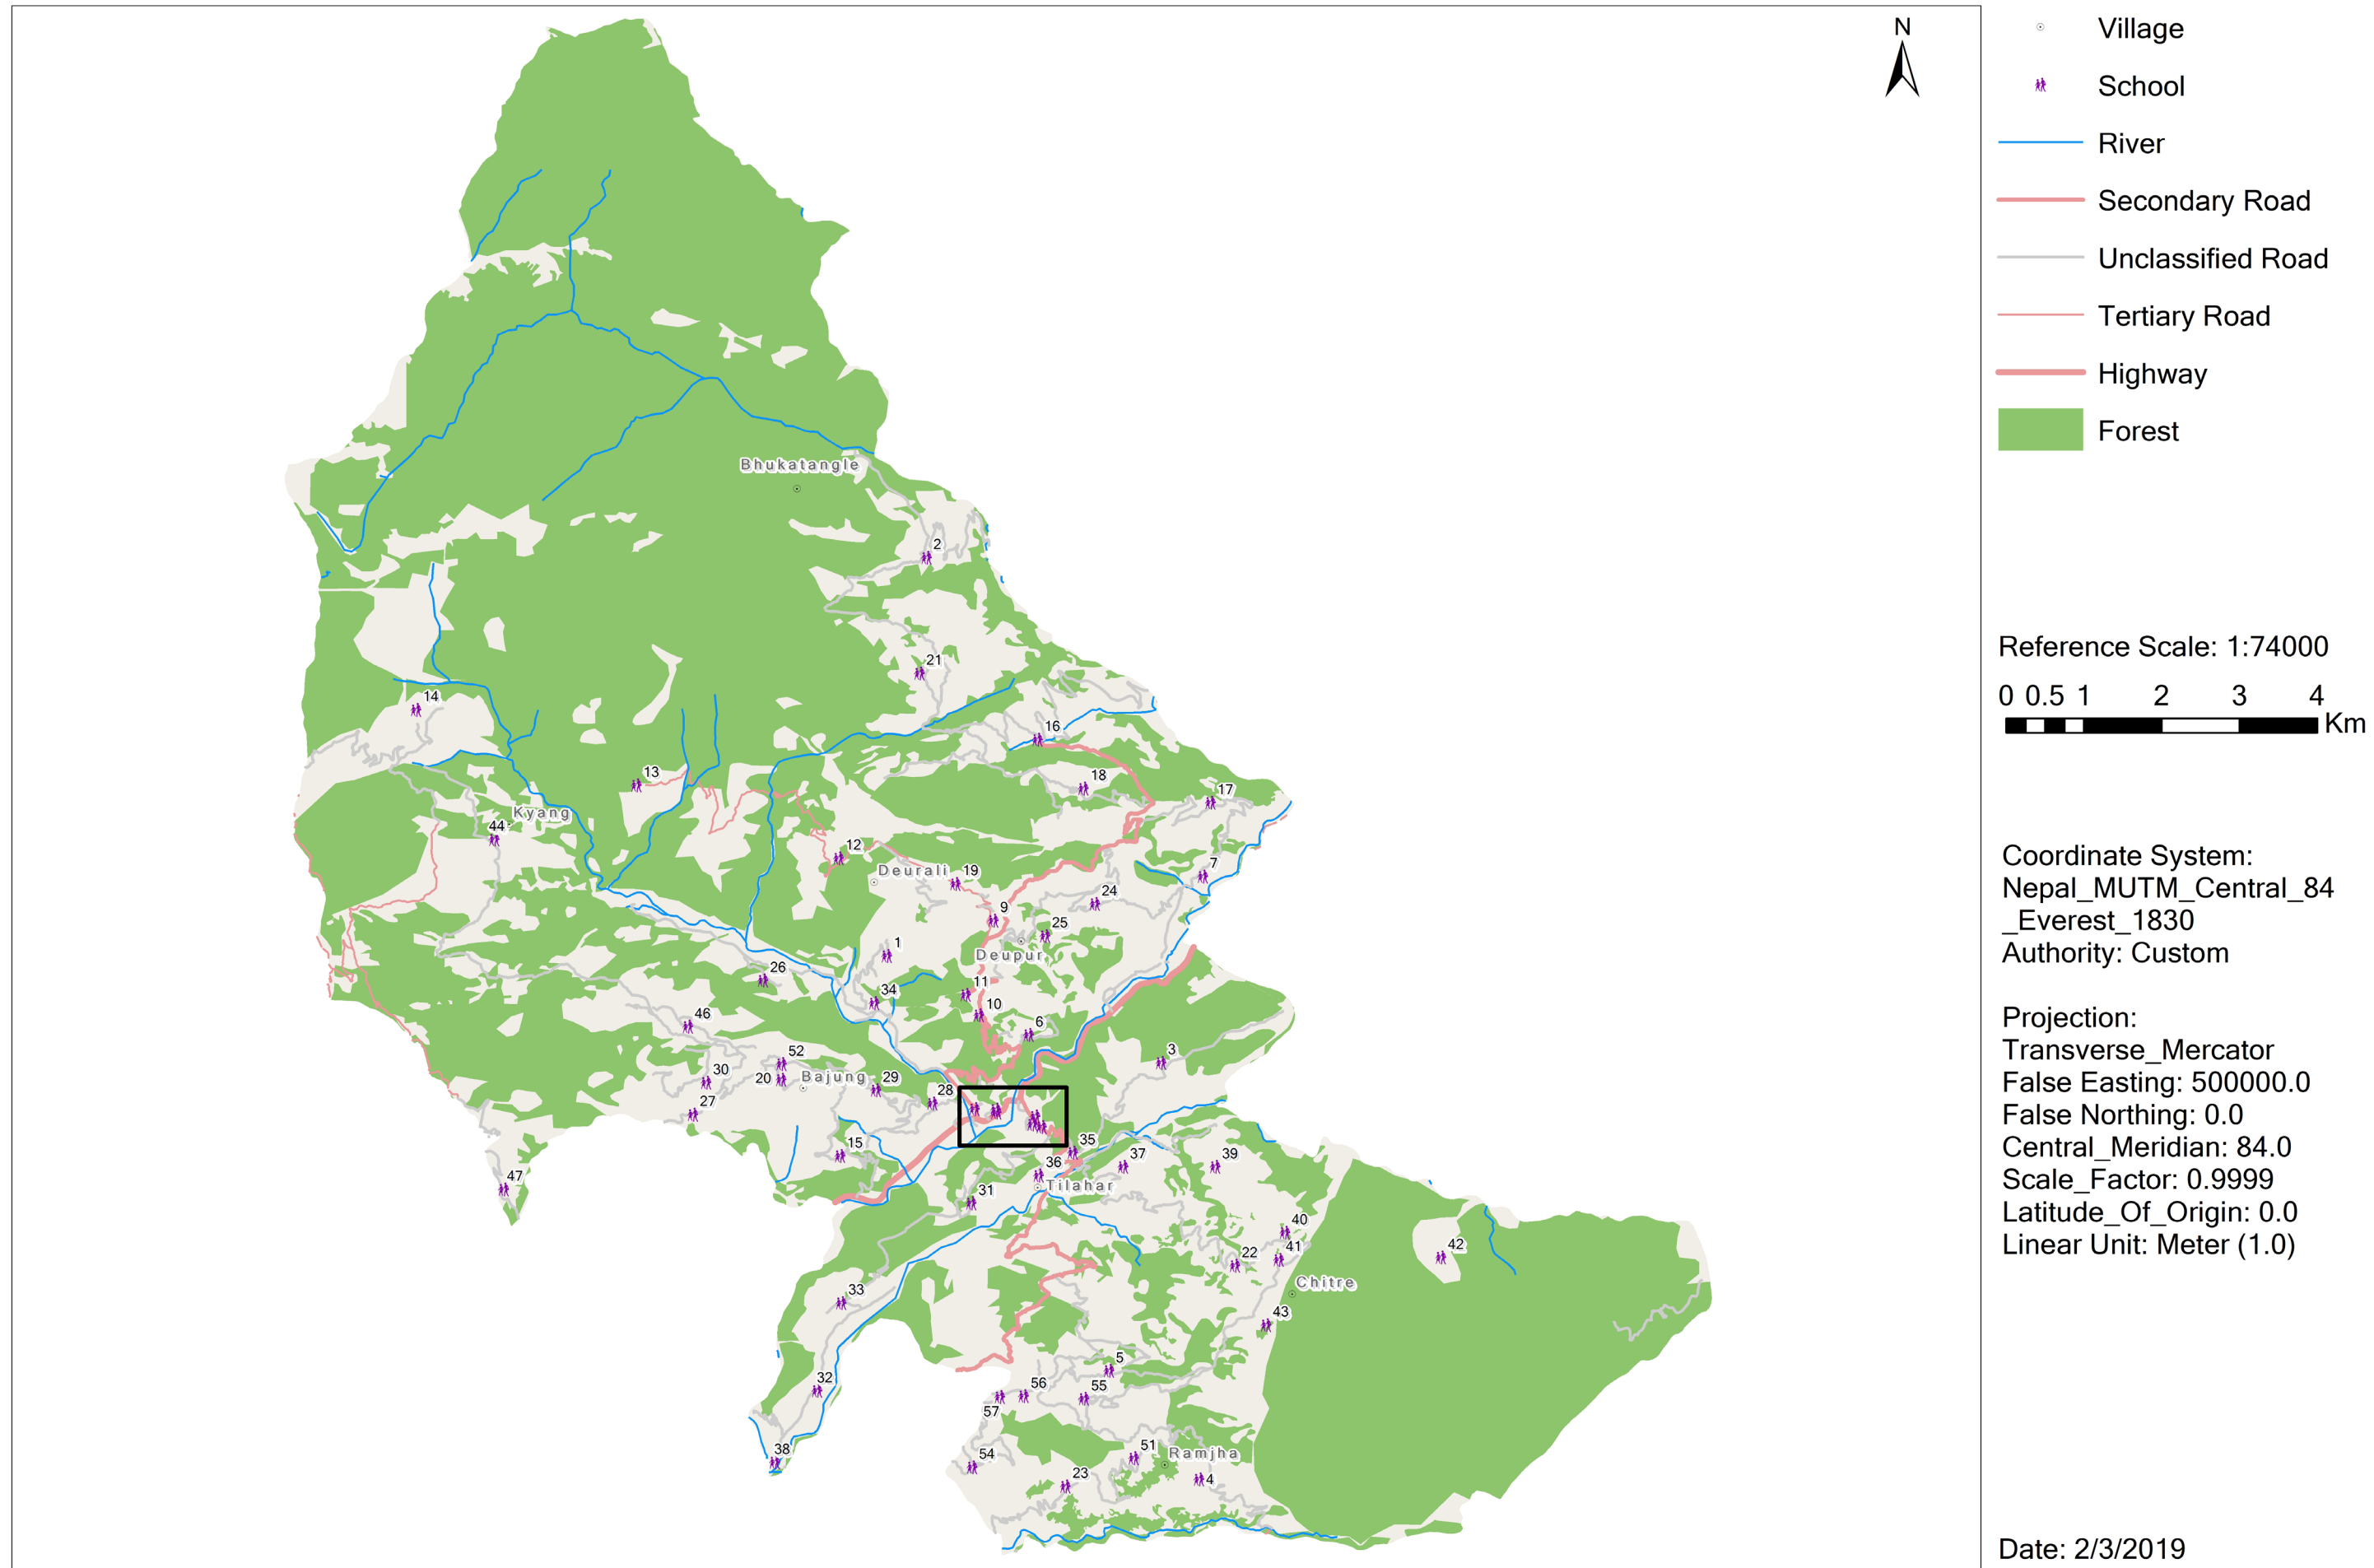 N
Village
School
River
Secondary Road
Unclassified Road
Tertiary Road
Highway
Forest
Reference Scale: 1:74000
0 0.5 1 2 3 4
Km
Coordinate System:
Nepal_MUTM_Central_84
_Everest_1830
Authority: Custom
Projection:
Transverse_Mercator
False Easting: 500000.0
False Northing: 0.0
Central_Meridian: 84.0
Scale_Factor: 0.9999
Latitude_Of_Origin: 0.0
Linear Unit: Meter (1.0)
Date: 2/3/2019
Bhukatangle
2
21
14
16
13
18
17
Kyang
44
12
7
Deurali
19
24
9
25
1
Deupur
26
11
34
10
46
6
52
3
30
20
Bajung
29
28
27
15
35
36
37
39
47
Tilahar
31
40
41
22
42
Chitre
33
43
5
32
56
55
57
38
54
51
Ramjha
23
4